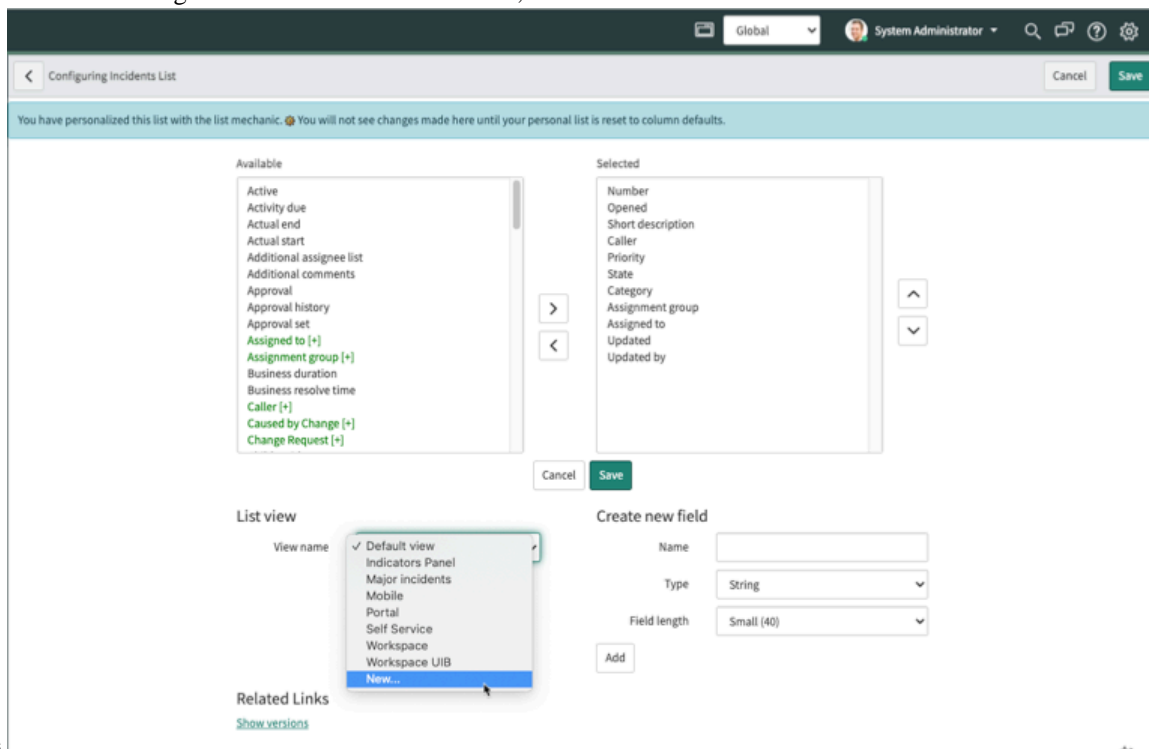 Global
System Administrator
Configuring Incidents List
Cancel
Save
You have personalized this list with the list mechanic. You will not see changes made here until your personal list is reset to column defaults.
Available
Active
Activity due
Actual end
Actual start
Additional assignee list
Additional comments
Approval
Approval history
Approval set
Assigned to [+]
Assignment group [+]
Business duration
Business resolve time
Caller [+]
Caused by Change [+]
Change Request [+]
Selected
Number
Opened
Short description
Caller
Priority
State
Category
Assignment group
Assigned to
Updated
Updated by
Cancel
Save
List view
View name
✓ Default view
Indicators Panel
Major incidents
Mobile
Portal
Self Service
Workspace
Workspace UIB
New...
Create new field
Name
Type
String
Field length
Small (40)
Add
Related Links
Show versions